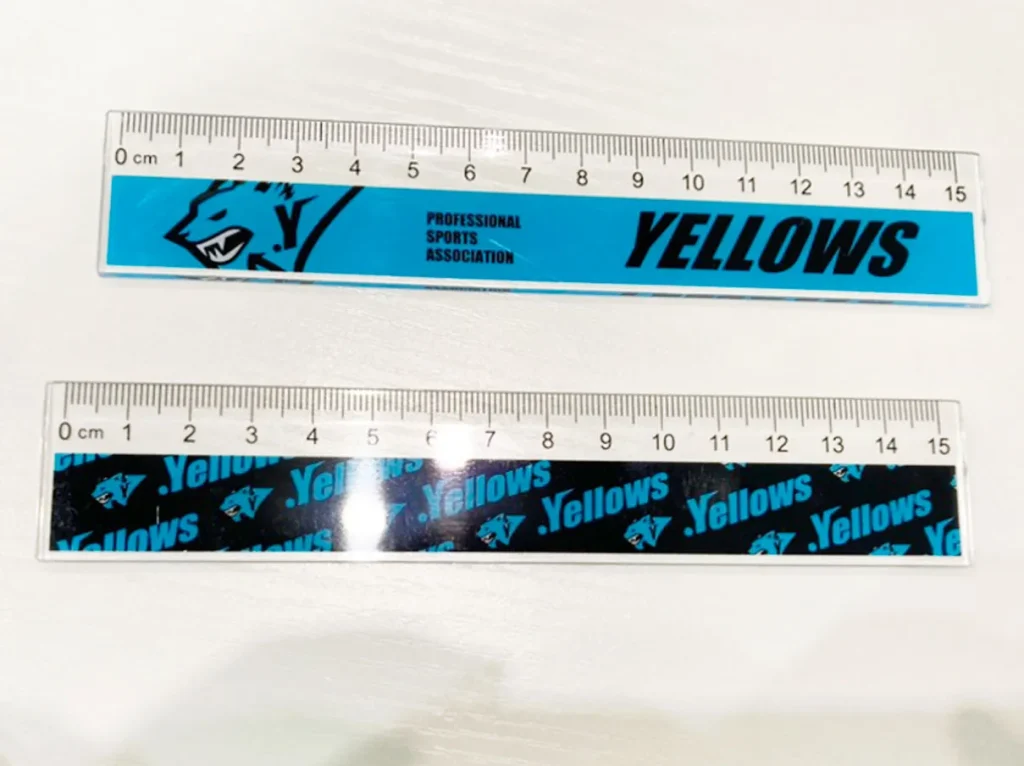 0 cm 1 2 3 4 5 6 7 8 9 10 11 12 13 14 15
.Y
PROFESSIONAL
SPORTS
ASSOCIATION
YELLOWS
0 cm 1 2 3 4 5 6 7 8 9 10 11 12 13 14 15
.Yellows
.Yellows
.Yellows
.Yellows
.Yellows
Yellows